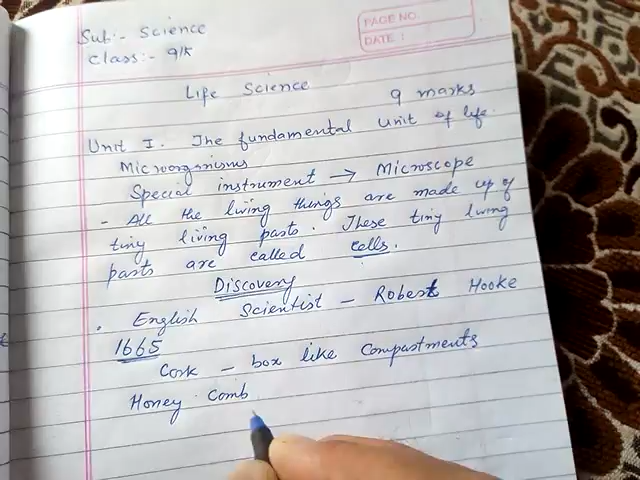 Sub:- Science
PAGE NO.
DATE :
Class:- 9th
Life Science 9 marks
Unit I. The fundamental Unit of life.
Microorganisms
Special instrument → Microscope
- All the living things are made up of
tiny living parts. These tiny living
parts are called cells.
Discovery
. English Scientist - Robert Hooke
1665
Cork - box like Compartments
Honey Comb